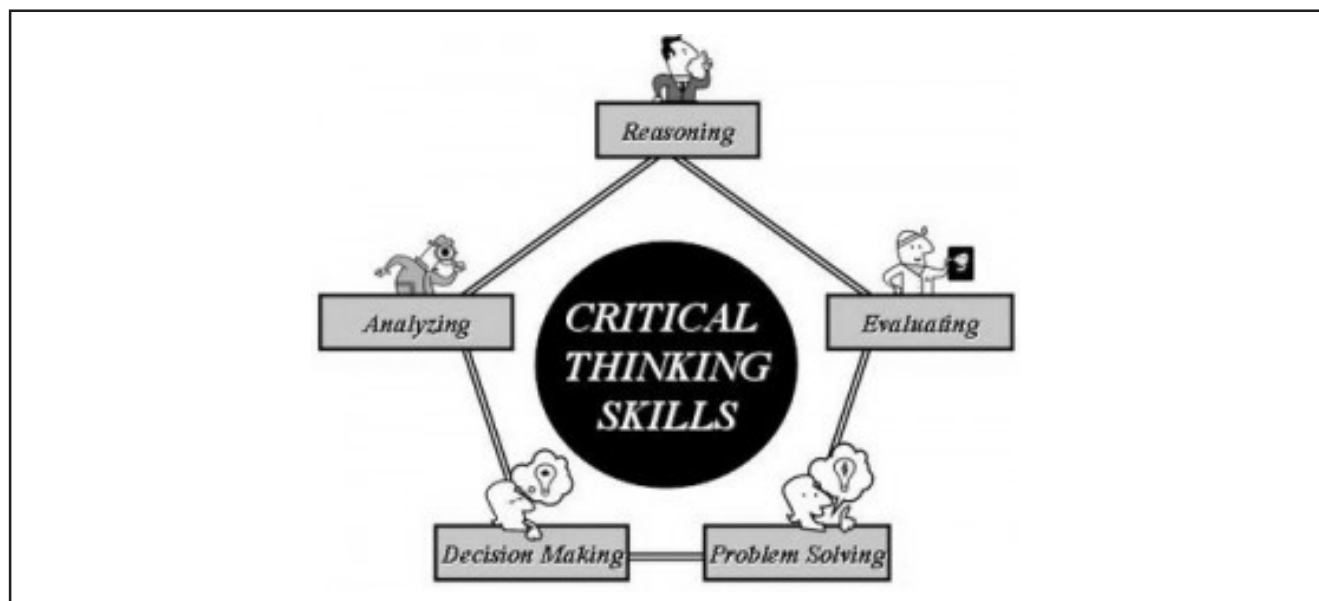 Reasoning
Analyzing
Evaluating
CRITICAL
THINKING
SKILLS
Decision Making
Problem Solving